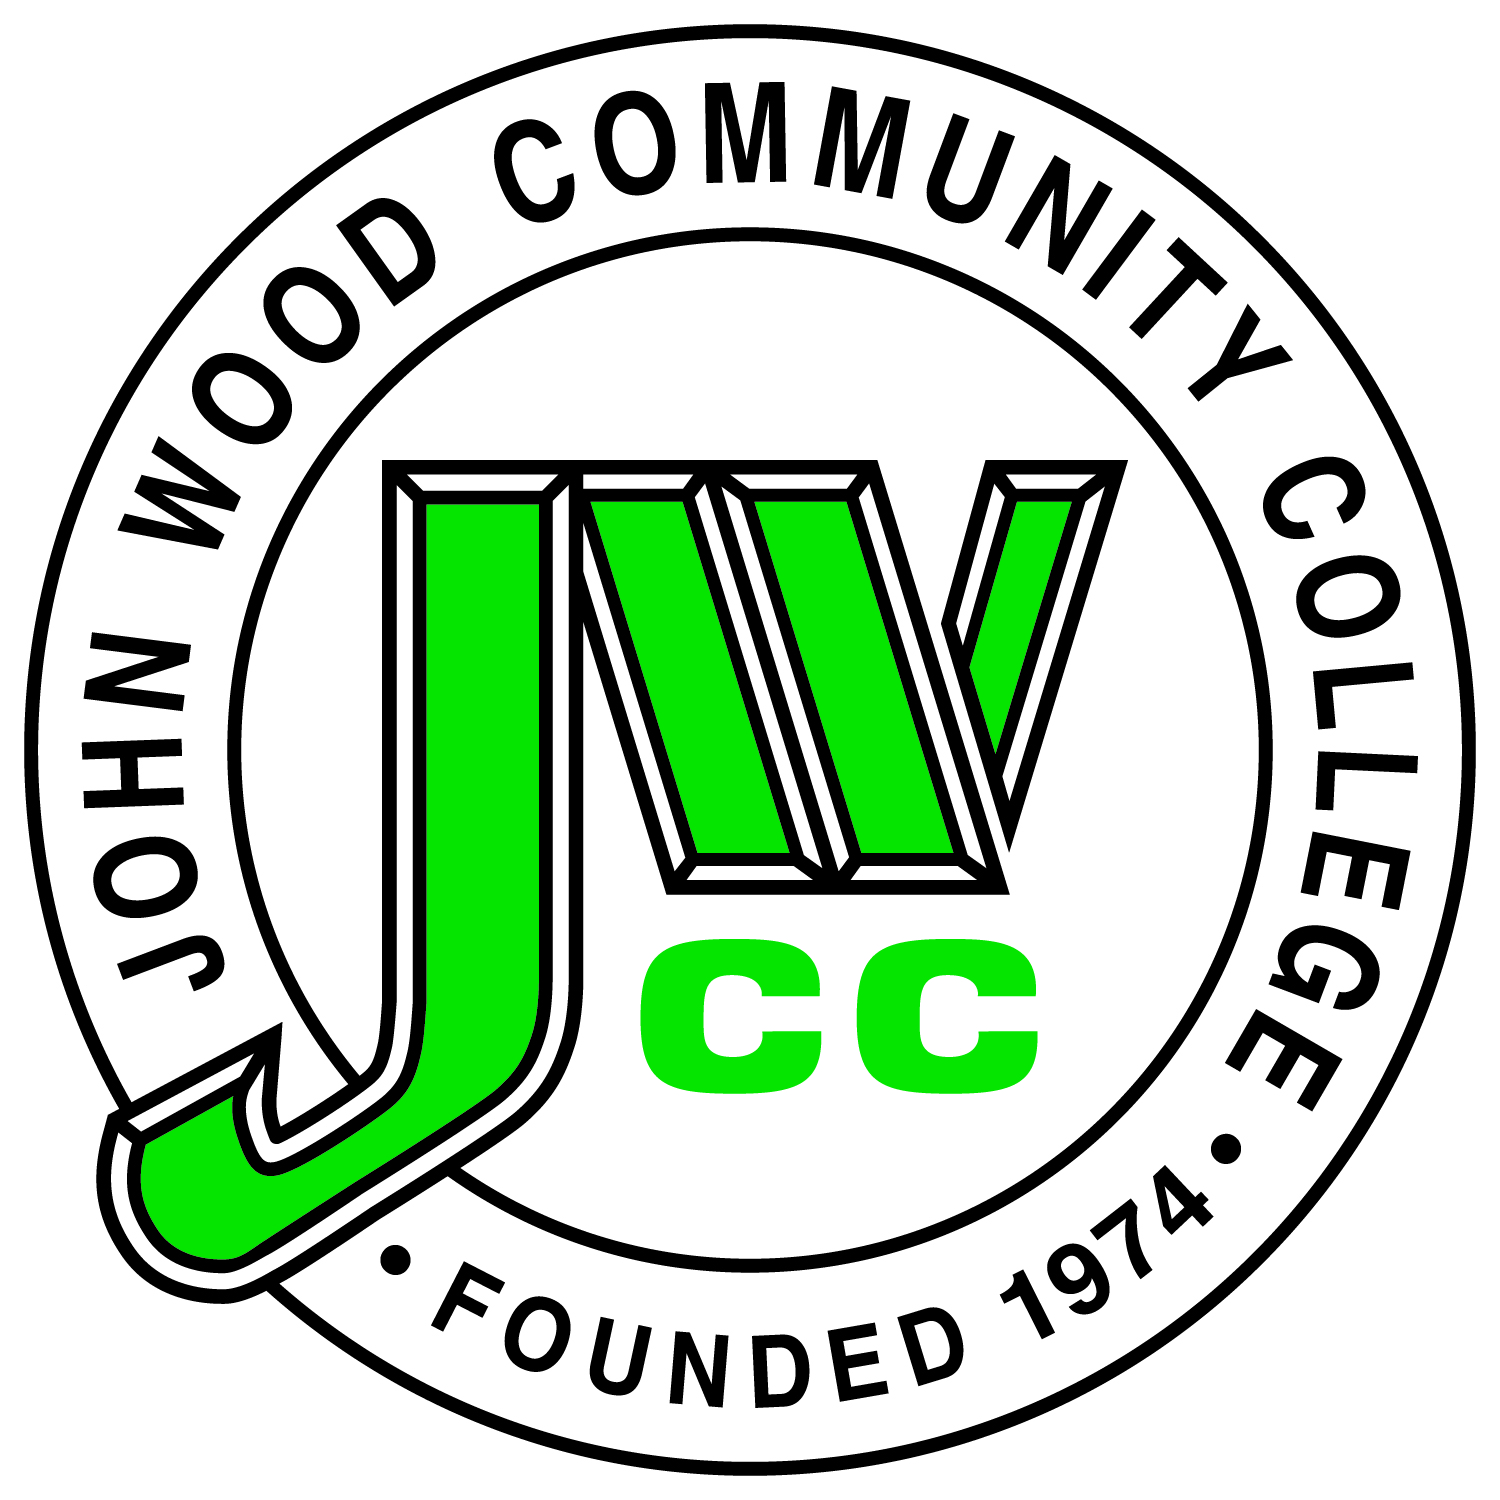 JOHN WOOD COMMUNITY COLLEGE
JW
CC
• FOUNDED 1974 •